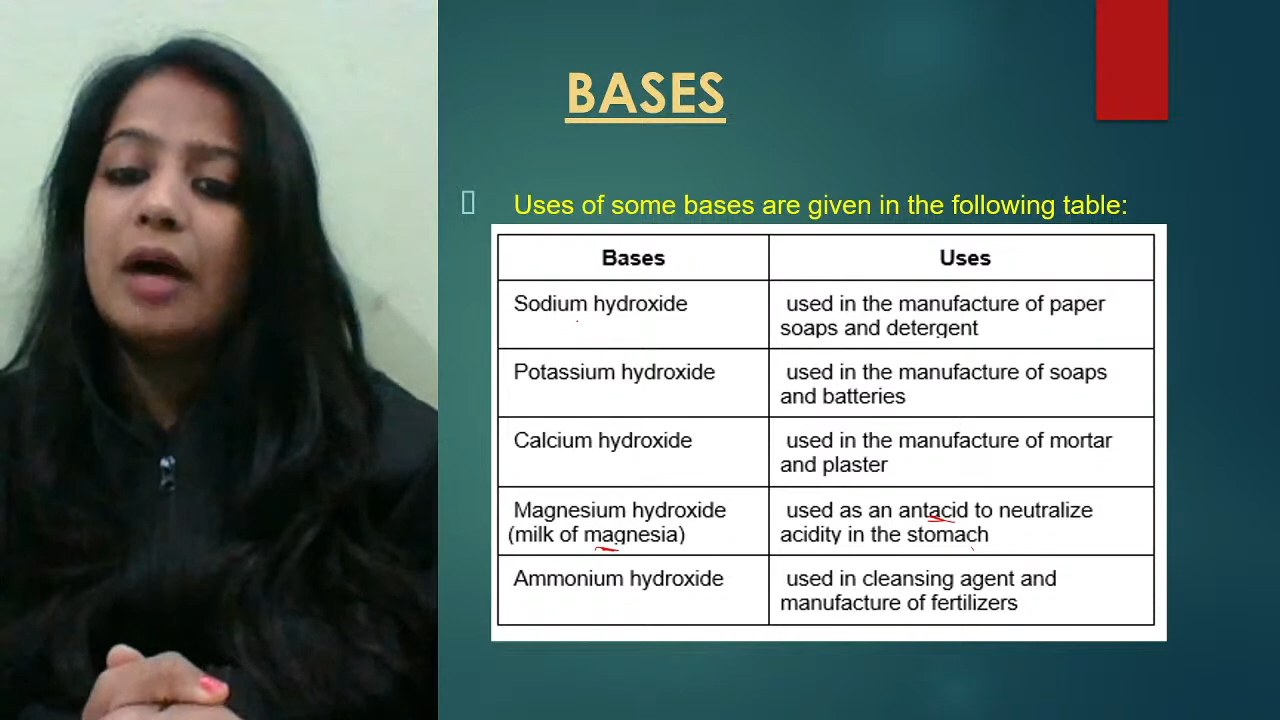 BASES
Uses of some bases are given in the following table:
Bases
Uses
Sodium hydroxide
used in the manufacture of paper
soaps and detergent
Potassium hydroxide
used in the manufacture of soaps
and batteries
Calcium hydroxide
used in the manufacture of mortar
and plaster
Magnesium hydroxide
(milk of magnesia)
used as an antacid to neutralize
acidity in the stomach
Ammonium hydroxide
used in cleansing agent and
manufacture of fertilizers